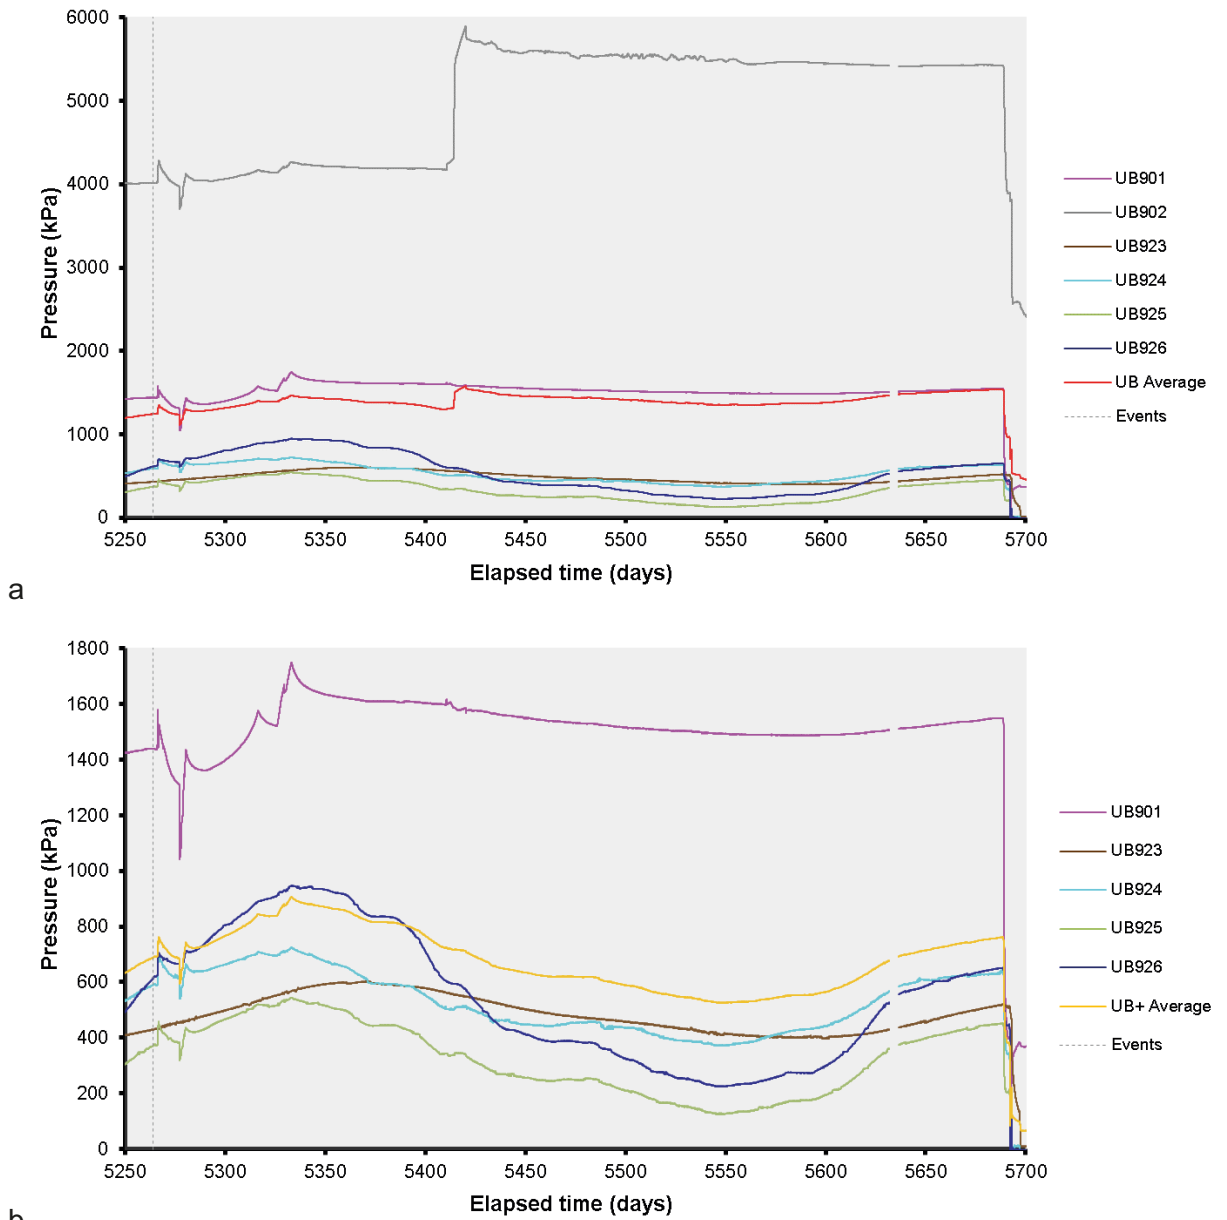 6000
5000
4000
3000
2000
1000
0
Pressure (kPa)
5250 5300 5350 5400 5450 5500 5550 5600 5650 5700
Elapsed time (days)
UB901
UB902
UB923
UB924
UB925
UB926
UB Average
Events
a
1800
1600
1400
1200
1000
800
600
400
200
0
Pressure (kPa)
5250 5300 5350 5400 5450 5500 5550 5600 5650 5700
Elapsed time (days)
UB901
UB923
UB924
UB925
UB926
UB+ Average
Events
b